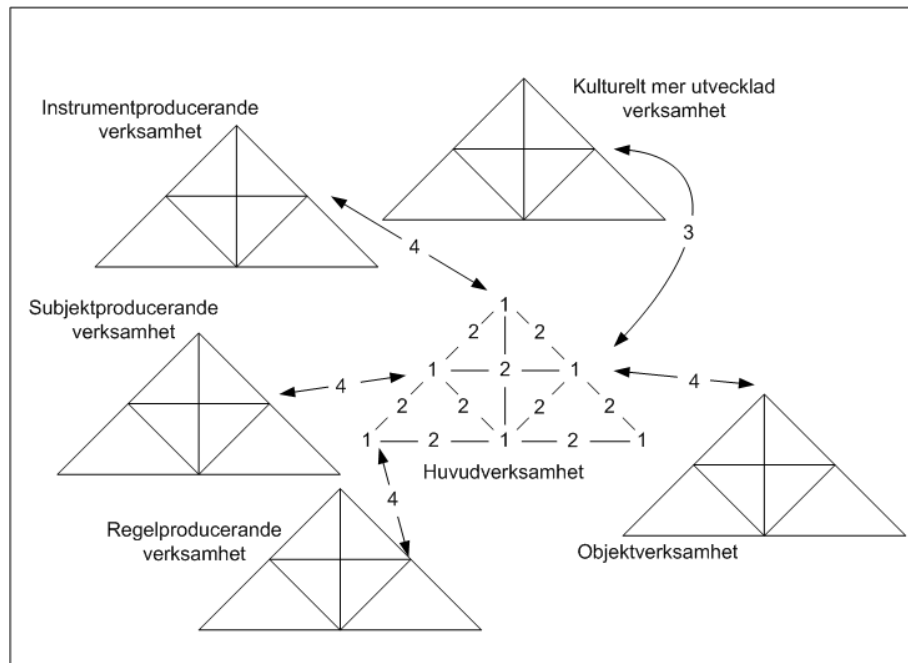 Instrumentproducerande
verksamhet
Kulturelt mer utvecklad
verksamhet
4
3
Subjektproducerande
verksamhet
1
2 2
4
1 2 1
4
2 2 2 2
1 2 1 2 1
Huvudverksamhet
4
Regelproducerande
verksamhet
Objektverksamhet